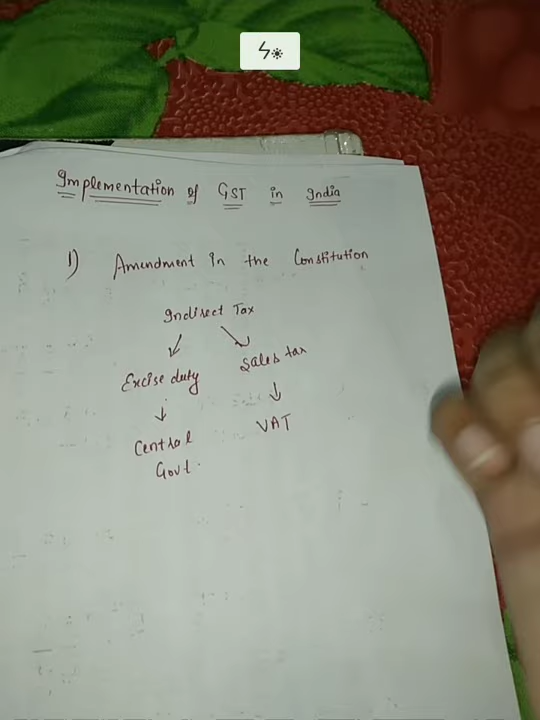 Implementation of GST in India
1) Amendment in the Constitution
Indirect Tax
Excise duty
Sales tax
Central
Govt.
VAT